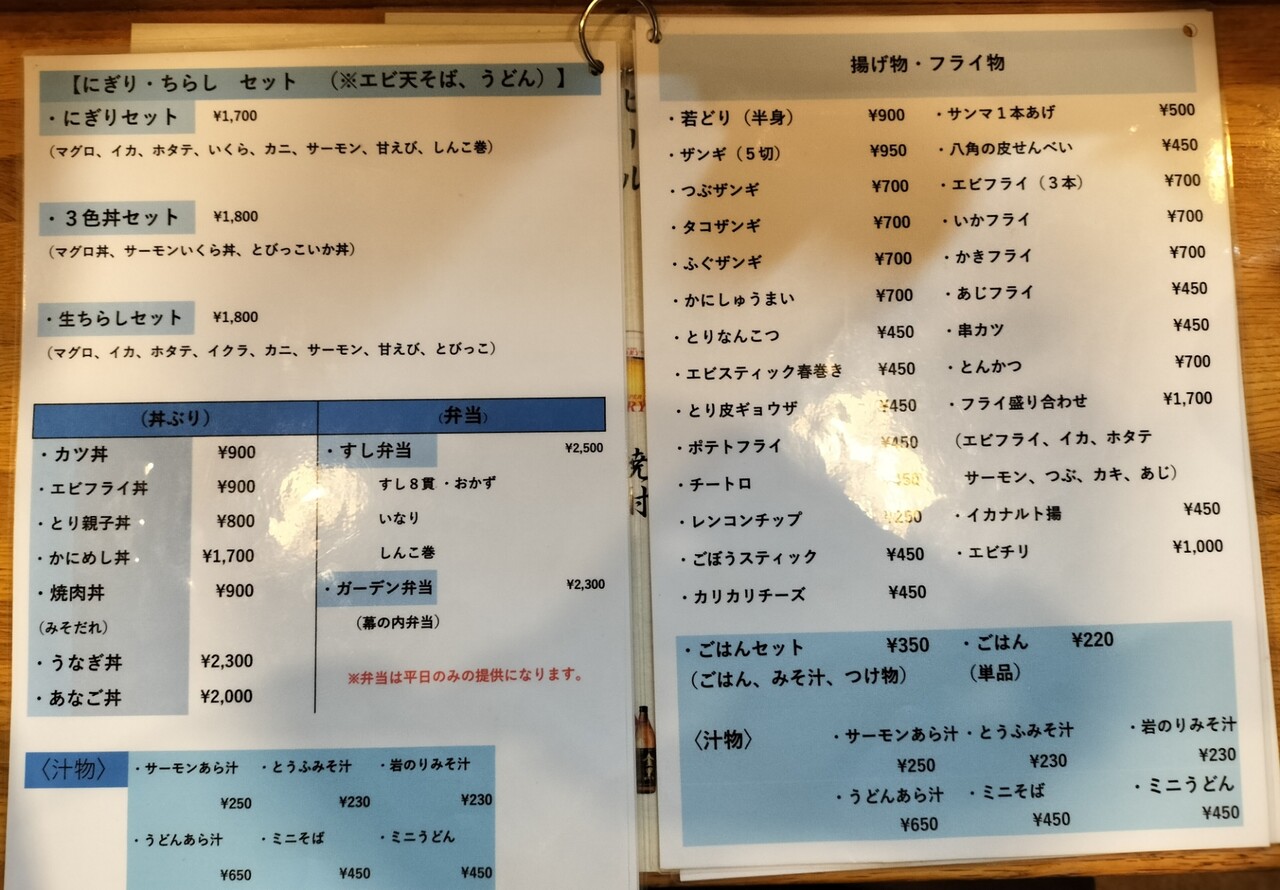 【にぎり・ちらし　セット　（※エビ天そば、うどん）】
・にぎりセット　¥1,700
（マグロ、イカ、ホタテ、いくら、カニ、サーモン、甘えび、しんこ巻）
・３色丼セット　¥1,800
（マグロ丼、サーモンいくら丼、とびっこいか丼）
・生ちらしセット　¥1,800
（マグロ、イカ、ホタテ、イクラ、カニ、サーモン、甘えび、とびっこ）
（丼ぶり）
・カツ丼　¥900
・エビフライ丼　¥900
・とり親子丼　¥800
・かにめし丼　¥1,700
・焼肉丼　¥900
（みそだれ）
・うなぎ丼　¥2,300
・あなご丼　¥2,000
（弁当）
・すし弁当　¥2,500
すし８貫・おかず
いなり
しんこ巻
・ガーデン弁当　¥2,300
（幕の内弁当）
※弁当は平日のみの提供になります。
〈汁物〉　・サーモンあら汁　・とうふみそ汁　・岩のりみそ汁
¥250　¥230　¥230
・うどんあら汁　・ミニそば　・ミニうどん
¥650　¥450　¥450
焼付
揚げ物・フライ物
・若どり（半身）　¥900
・ザンギ（５切）　¥950
・つぶザンギ　¥700
・タコザンギ　¥700
・ふぐザンギ　¥700
・かにしゅうまい　¥700
・とりなんこつ　¥450
・エビスティック春巻き　¥450
・とり皮ギョウザ　¥450
・ポテトフライ　¥450
・チートロ　¥450
・レンコンチップ　¥250
・ごぼうスティック　¥450
・カリカリチーズ　¥450
・サンマ１本あげ　¥500
・八角の皮せんべい　¥450
・エビフライ（３本）　¥700
・いかフライ　¥700
・かきフライ　¥700
・あじフライ　¥450
・串カツ　¥450
・とんかつ　¥700
・フライ盛り合わせ　¥1,700
（エビフライ、イカ、ホタテ
サーモン、つぶ、カキ、あじ）
・イカナルト揚　¥450
・エビチリ　¥1,000
・ごはんセット　¥350　・ごはん　¥220
（ごはん、みそ汁、つけ物）　（単品）
〈汁物〉　・サーモンあら汁・とうふみそ汁　・岩のりみそ汁
¥250　¥230　¥230
・うどんあら汁　・ミニそば　・ミニうどん
¥650　¥450　¥450